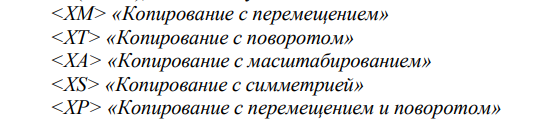 <XM> «Копирование с перемещением»
<XT> «Копирование с поворотом»
<XA> «Копирование с масштабированием»
<XS> «Копирование с симметрией»
<XP> «Копирование с перемещением и поворотом»